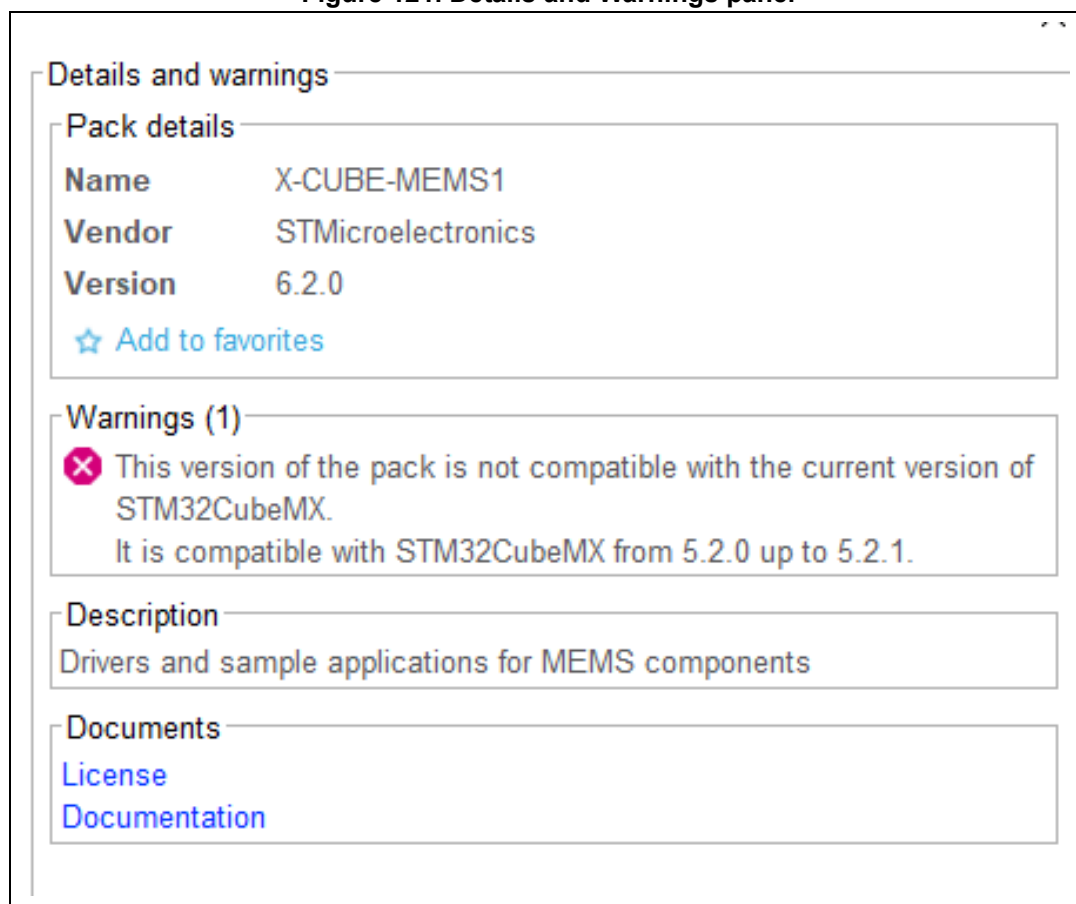 Details and warnings
Pack details
Name X-CUBE-MEMS1
Vendor STMicroelectronics
Version 6.2.0
Add to favorites
Warnings (1)
This version of the pack is not compatible with the current version of
STM32CubeMX.
It is compatible with STM32CubeMX from 5.2.0 up to 5.2.1.
Description
Drivers and sample applications for MEMS components
Documents
License
Documentation